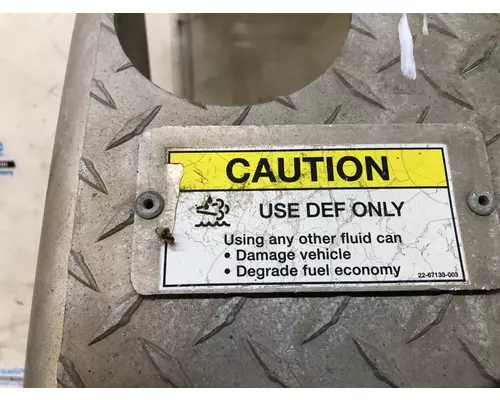 CAUTION
USE DEF ONLY
Using any other fluid can
• Damage vehicle
• Degrade fuel economy
22-67133-003